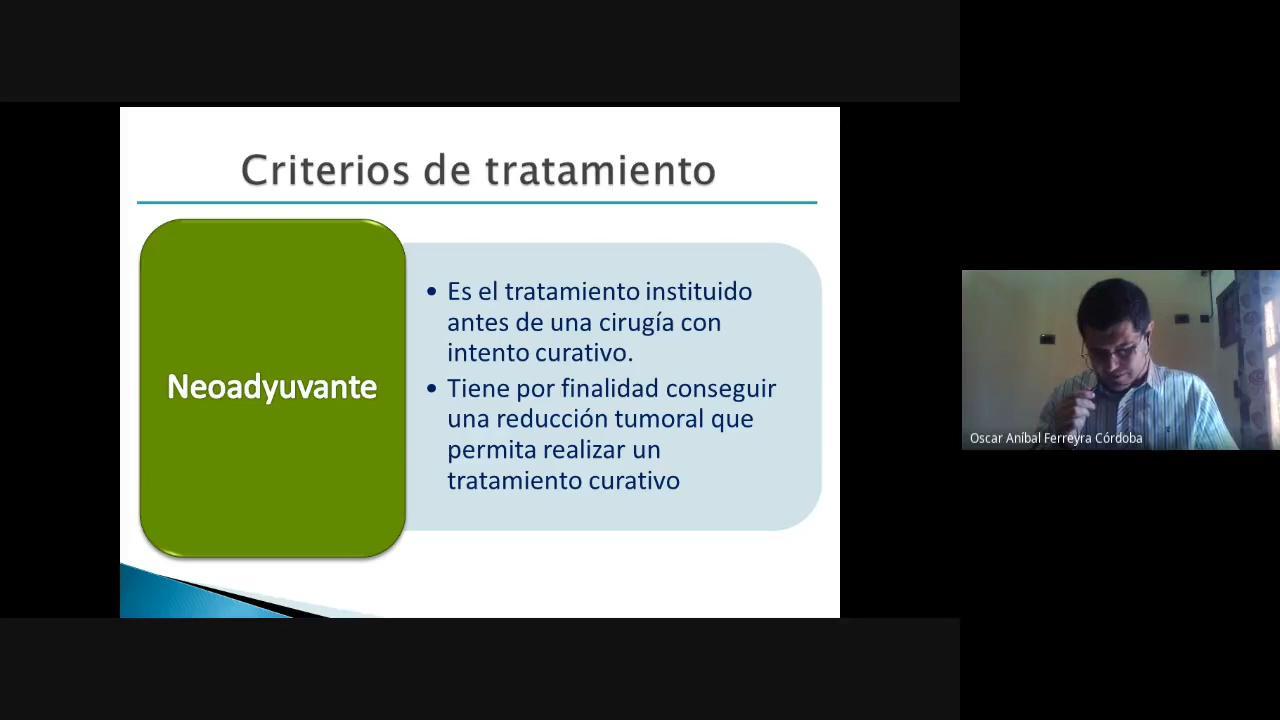 Criterios de tratamiento
Neoadyuvante
• Es el tratamiento instituido
antes de una cirugía con
intento curativo.
• Tiene por finalidad conseguir
una reducción tumoral que
permita realizar un
tratamiento curativo
Oscar Aníbal Ferreyra Córdoba